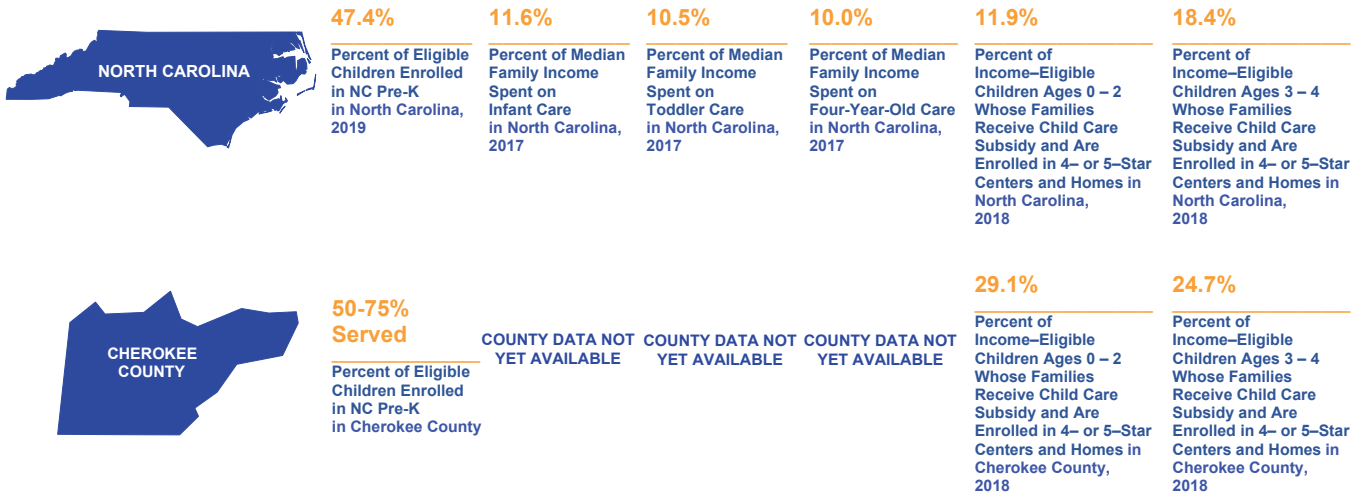 NORTH CAROLINA
47.4%
Percent of Eligible
Children Enrolled
in NC Pre-K
in North Carolina,
2019
11.6%
Percent of Median
Family Income
Spent on
Infant Care
in North Carolina,
2017
10.5%
Percent of Median
Family Income
Spent on
Toddler Care
in North Carolina,
2017
10.0%
Percent of Median
Family Income
Spent on
Four-Year-Old Care
in North Carolina,
2017
11.9%
Percent of
Income–Eligible
Children Ages 0 – 2
Whose Families
Receive Child Care
Subsidy and Are
Enrolled in 4– or 5–Star
Centers and Homes in
North Carolina,
2018
18.4%
Percent of
Income–Eligible
Children Ages 3 – 4
Whose Families
Receive Child Care
Subsidy and Are
Enrolled in 4– or 5–Star
Centers and Homes in
North Carolina,
2018
CHEROKEE
COUNTY
50-75%
Served
Percent of Eligible
Children Enrolled
in NC Pre-K
in Cherokee County
COUNTY DATA NOT
YET AVAILABLE
COUNTY DATA NOT
YET AVAILABLE
COUNTY DATA NOT
YET AVAILABLE
29.1%
Percent of
Income–Eligible
Children Ages 0 – 2
Whose Families
Receive Child Care
Subsidy and Are
Enrolled in 4– or 5–Star
Centers and Homes in
Cherokee County,
2018
24.7%
Percent of
Income–Eligible
Children Ages 3 – 4
Whose Families
Receive Child Care
Subsidy and Are
Enrolled in 4– or 5–Star
Centers and Homes in
Cherokee County,
2018